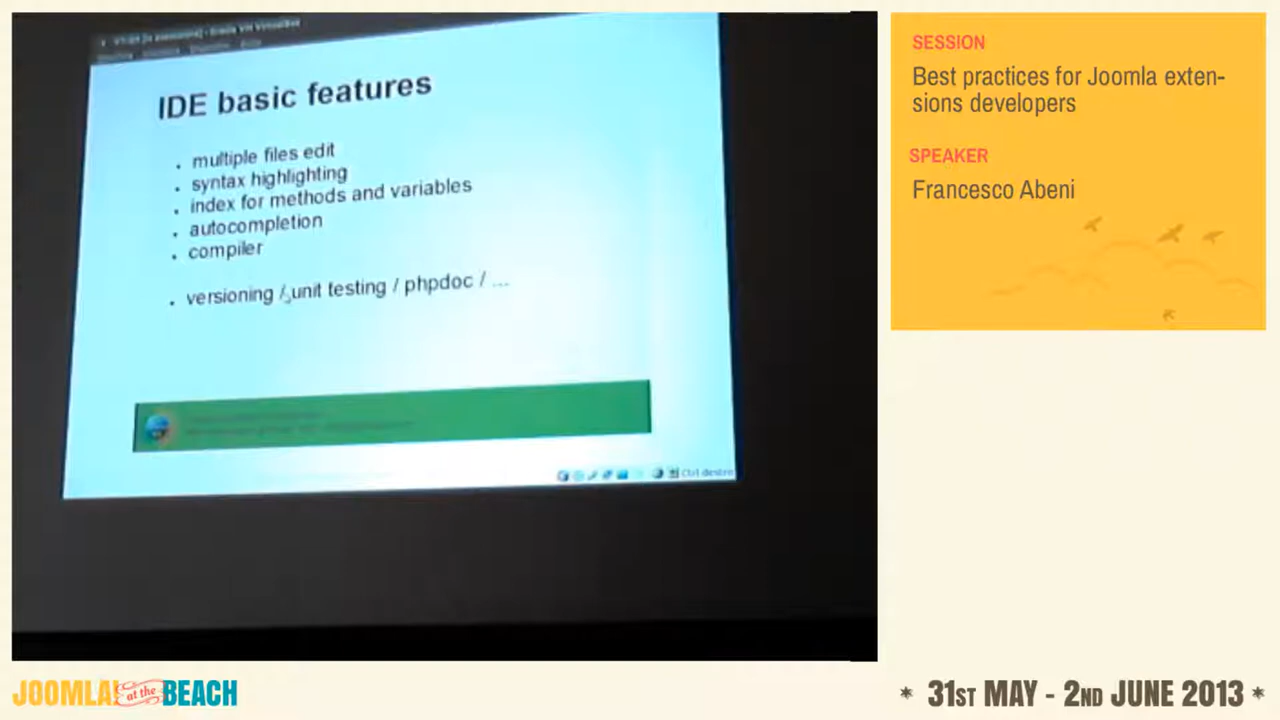 IDE basic features
. multiple files edit
. syntax highlighting
. index for methods and variables
. autocompletion
. compiler
. versioning / unit testing / phpdoc / ...
Ctrl destro
SESSION
Best practices for Joomla exten-
sions developers
SPEAKER
Francesco Abeni
JOOMLA! at the BEACH
* 31ST MAY - 2ND JUNE 2013 *